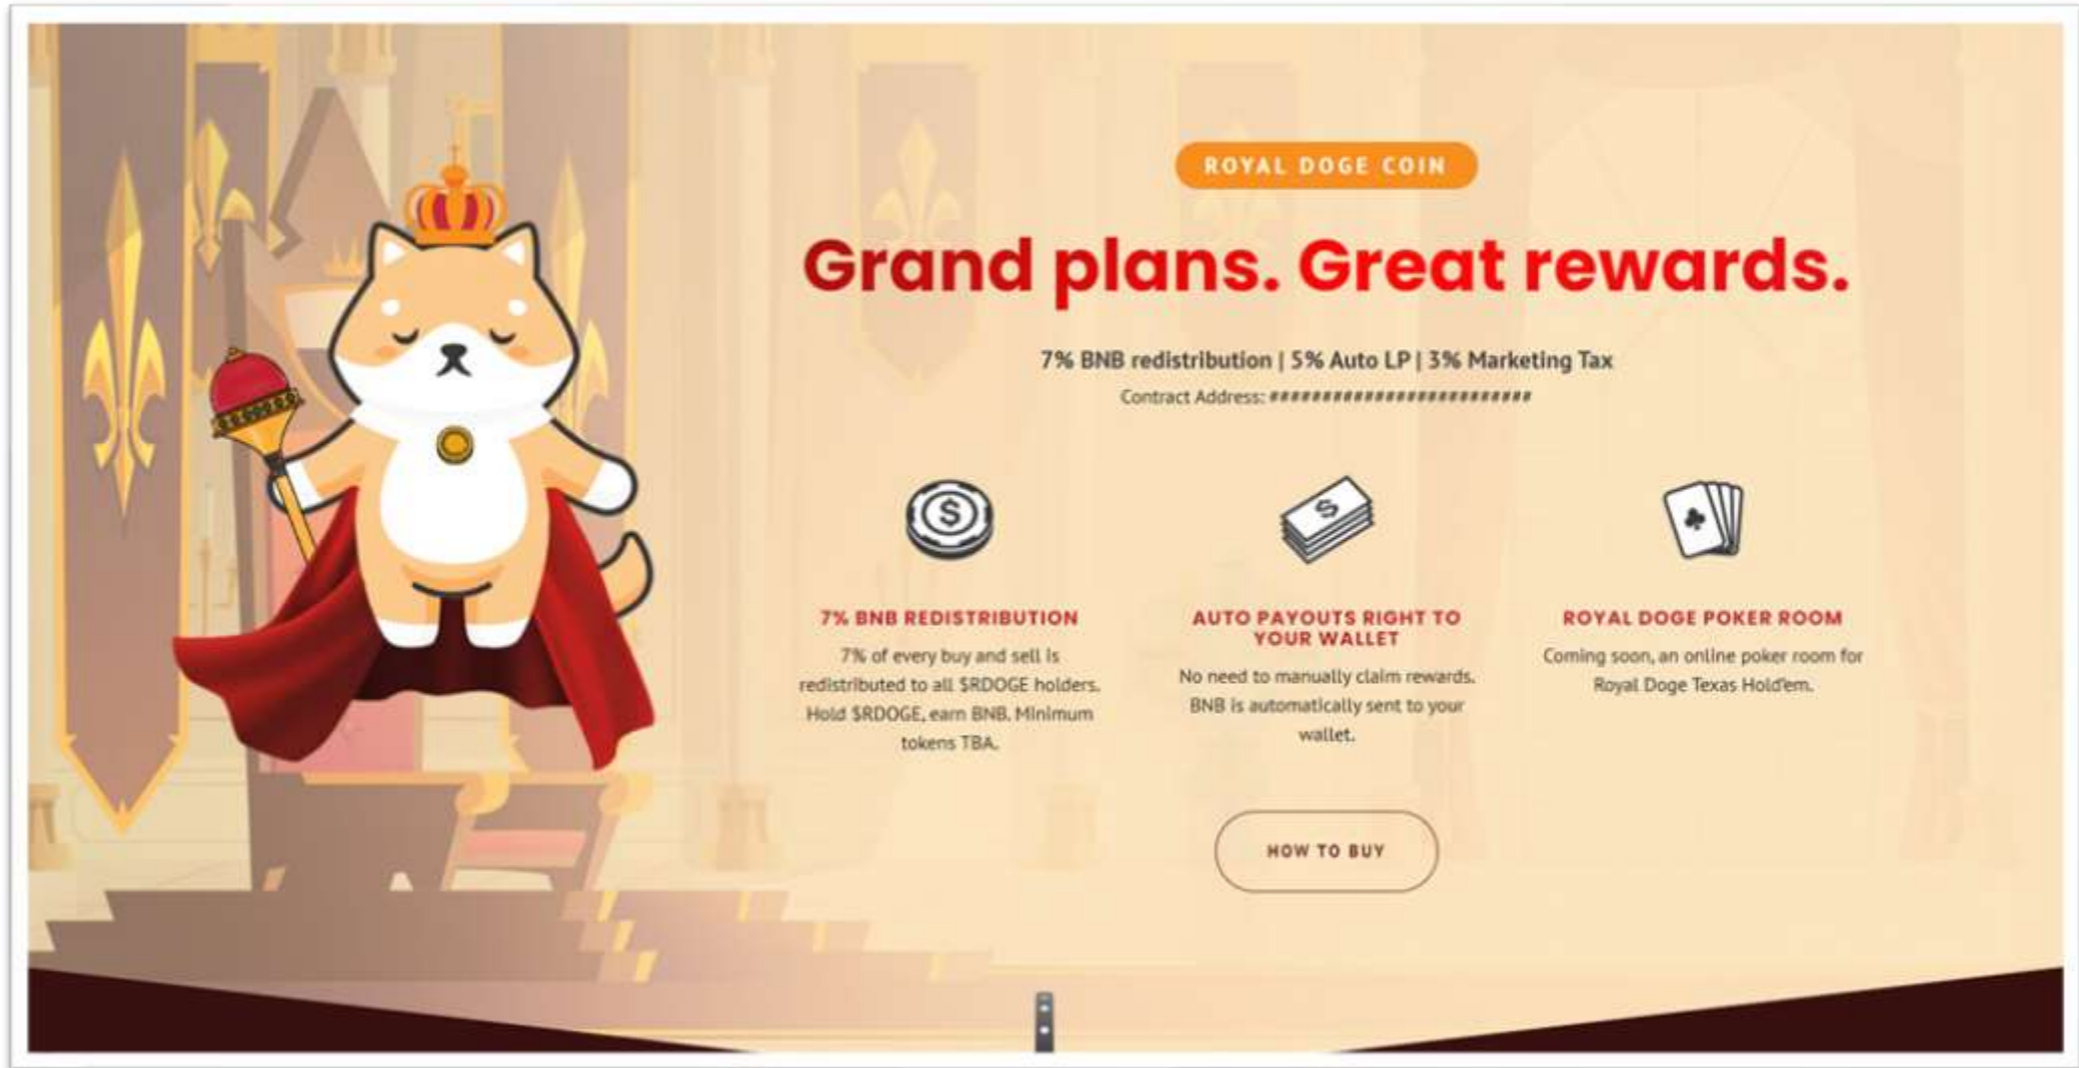 ROYAL DOGE COIN
Grand plans. Great rewards.
7% BNB redistribution | 5% Auto LP | 3% Marketing Tax
Contract Address: #########################
7% BNB REDISTRIBUTION
7% of every buy and sell is
redistributed to all $RDOGE holders.
Hold $RDOGE, earn BNB. Minimum
tokens TBA.
AUTO PAYOUTS RIGHT TO
YOUR WALLET
No need to manually claim rewards.
BNB is automatically sent to your
wallet.
ROYAL DOGE POKER ROOM
Coming soon, an online poker room for
Royal Doge Texas Hold'em.
HOW TO BUY